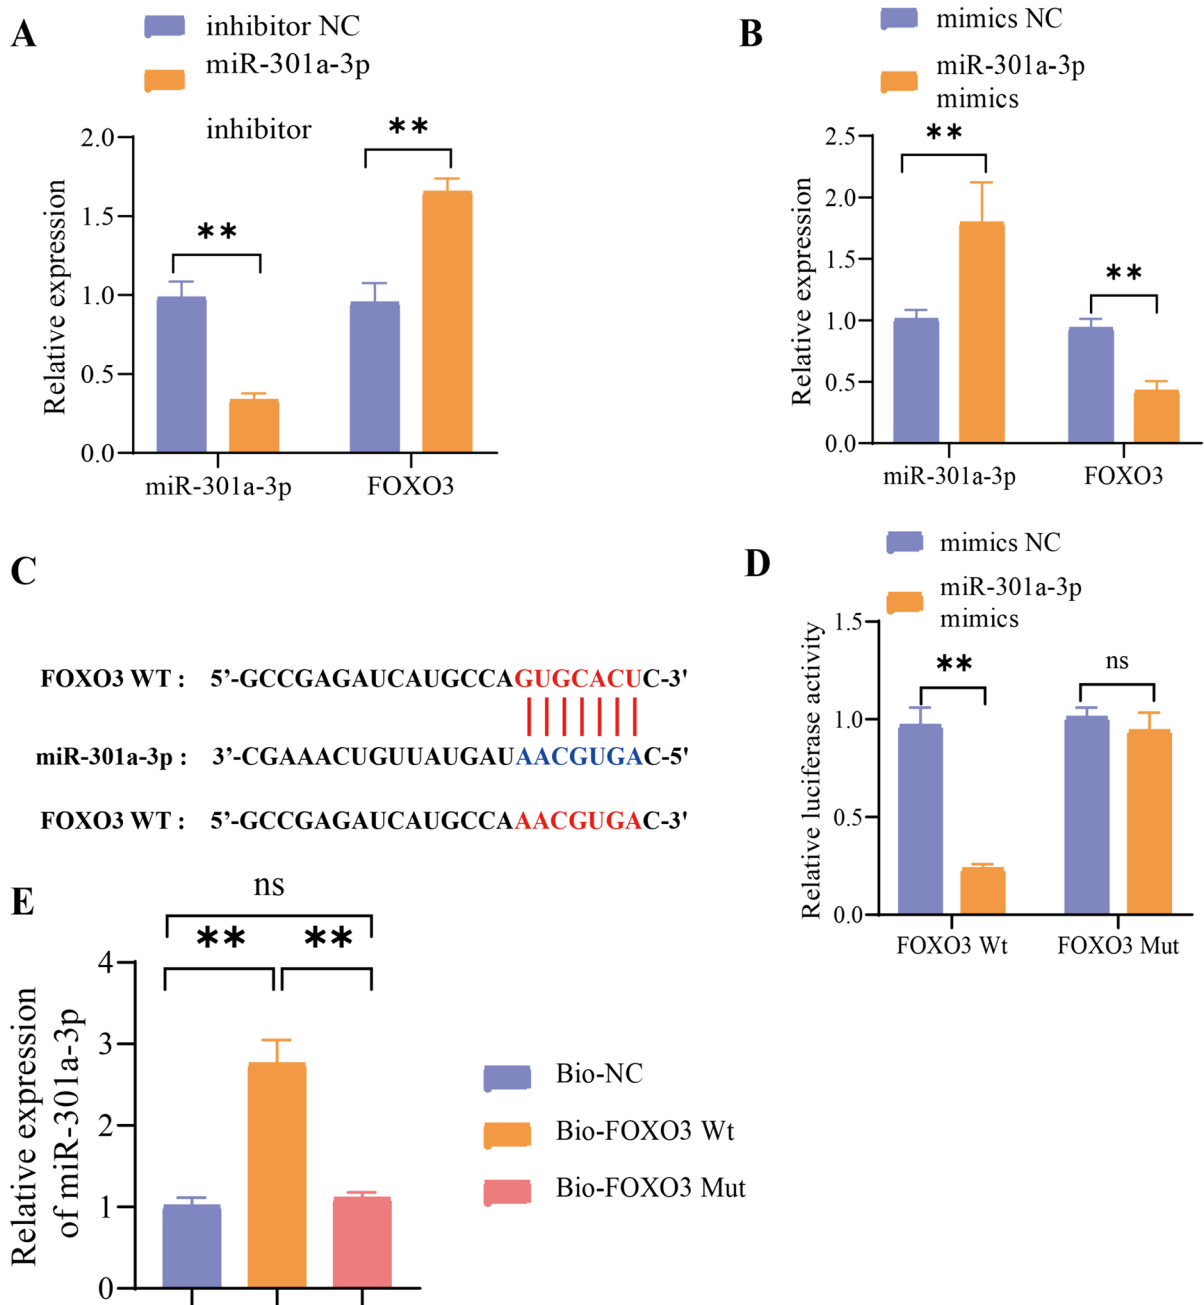 A
inhibitor NC
miR-301a-3p
inhibitor
Relative expression
2.0
1.5
1.0
0.5
0.0
**
**
miR-301a-3p
FOXO3
B
mimics NC
miR-301a-3p
mimics
Relative expression
2.5
2.0
1.5
1.0
0.5
0.0
**
**
miR-301a-3p
FOXO3
C
FOXO3 WT : 5’-GCCGAGAUCAUGCCAGUGCACUC-3'
miR-301a-3p : 3’-CGAAACUGUUAUGAUAACGUGAC-5'
FOXO3 WT : 5’-GCCGAGAUCAUGCCAAACGUGAC-3'
D
mimics NC
miR-301a-3p
mimics
Relative luciferase activity
1.5
1.0
0.5
0.0
**
ns
FOXO3 Wt
FOXO3 Mut
E
ns
**
**
Relative expression
of miR-301a-3p
4
3
2
1
0
Bio-NC
Bio-FOXO3 Wt
Bio-FOXO3 Mut